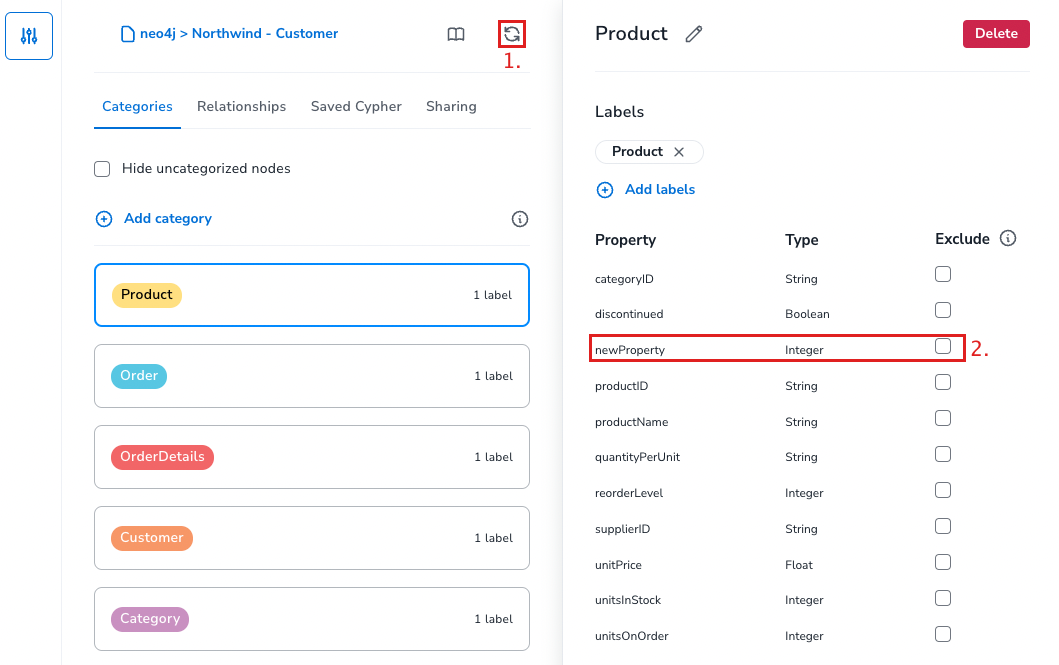 neo4j > Northwind - Customer
1.
Categories Relationships Saved Cypher Sharing
Hide uncategorized nodes
Add category
Product 1 label
Order 1 label
OrderDetails 1 label
Customer 1 label
Category 1 label
Product
Delete
Labels
Product
Add labels
Property Type Exclude
categoryID String
discontinued Boolean
newProperty Integer 2.
productID String
productName String
quantityPerUnit String
reorderLevel Integer
supplierID String
unitPrice Float
unitsInStock Integer
unitsOnOrder Integer